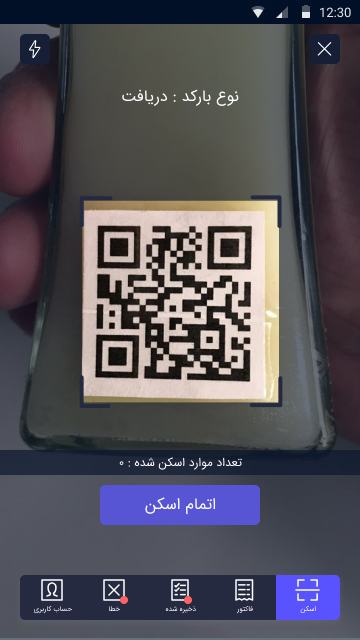 12:30
نوع بارکد : دریافت
تعداد موارد اسکن شده : ۰
اتمام اسکن
اسکن
فاکتور
ذخیره شده
خطا
حساب کاربری